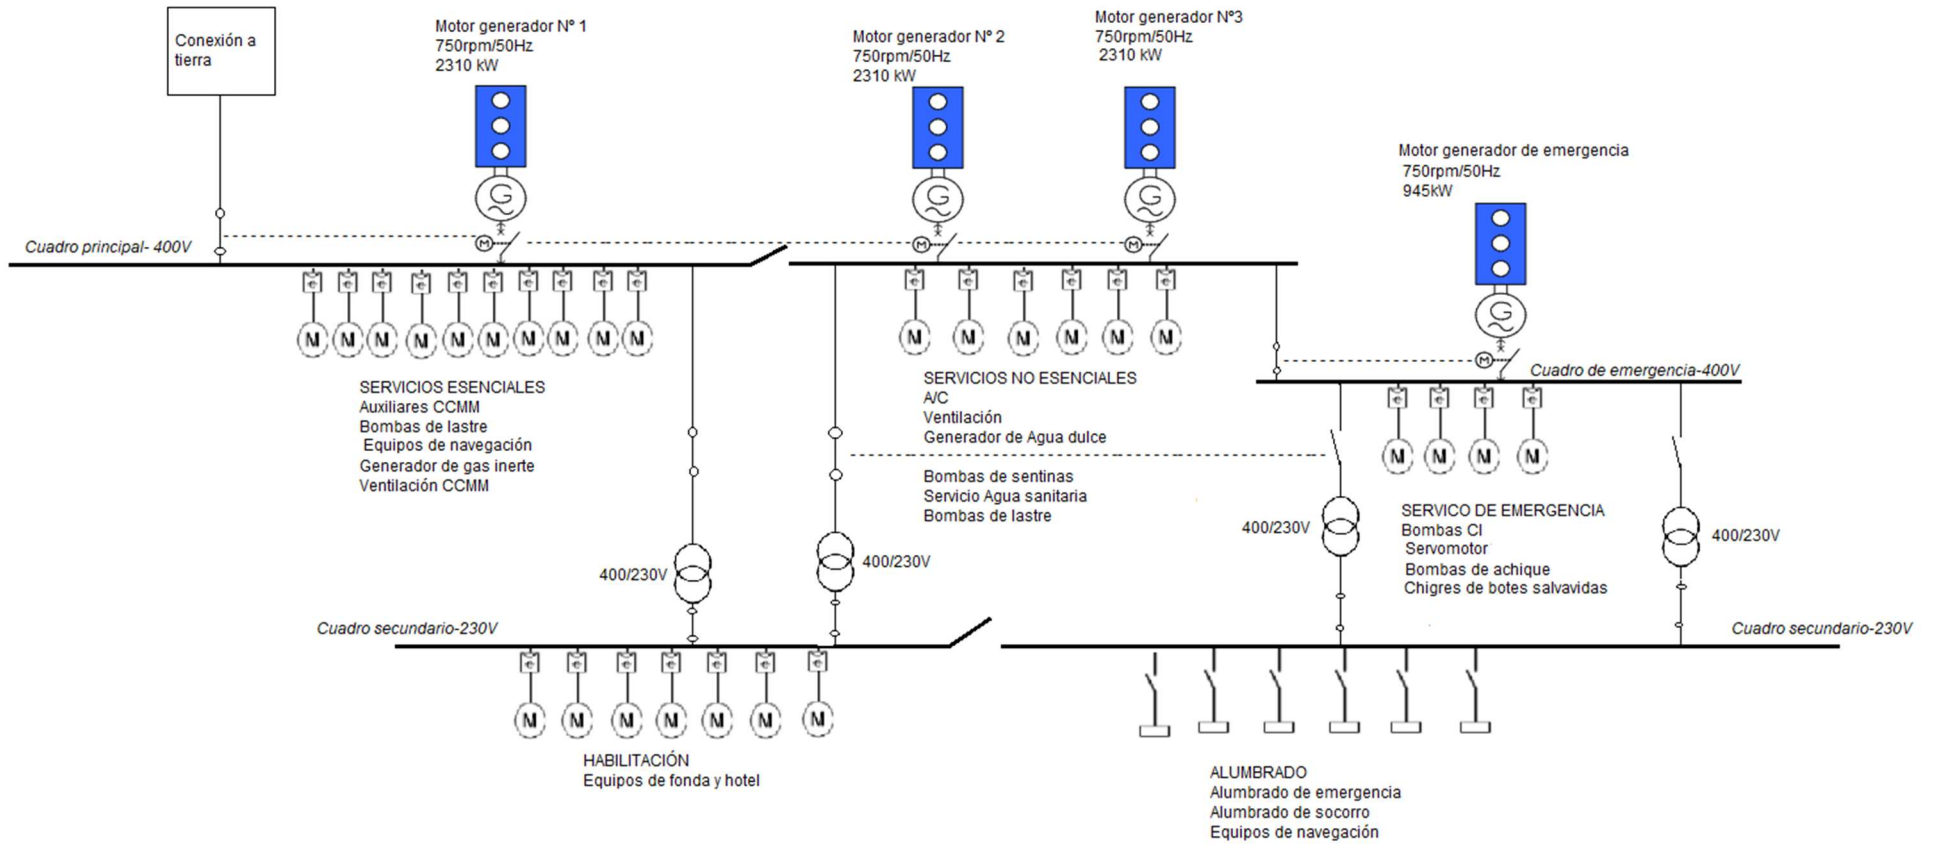 Conexión a
tierra
Motor generador Nº 1
750rpm/50Hz
2310 kW
Motor generador Nº 2
750rpm/50Hz
2310 kW
Motor generador Nº3
750rpm/50Hz
2310 kW
Motor generador de emergencia
750rpm/50Hz
945kW
G
G
G
G
Cuadro principal- 400V
M
M
M
M
Cuadro de emergencia-400V
M M M M M M M M M M
M M M M M M
M M M M
SERVICIOS ESENCIALES
Auxiliares CCMM
Bombas de lastre
Equipos de navegación
Generador de gas inerte
Ventilación CCMM
SERVICIOS NO ESENCIALES
A/C
Ventilación
Generador de Agua dulce
Bombas de sentinas
Servicio Agua sanitaria
Bombas de lastre
SERVICO DE EMERGENCIA
Bombas CI
Servomotor
Bombas de achique
Chigres de botes salvavidas
400/230V
400/230V
400/230V
400/230V
Cuadro secundario-230V
Cuadro secundario-230V
M M M M M M M
HABILITACIÓN
Equipos de fonda y hotel
ALUMBRADO
Alumbrado de emergencia
Alumbrado de socorro
Equipos de navegación